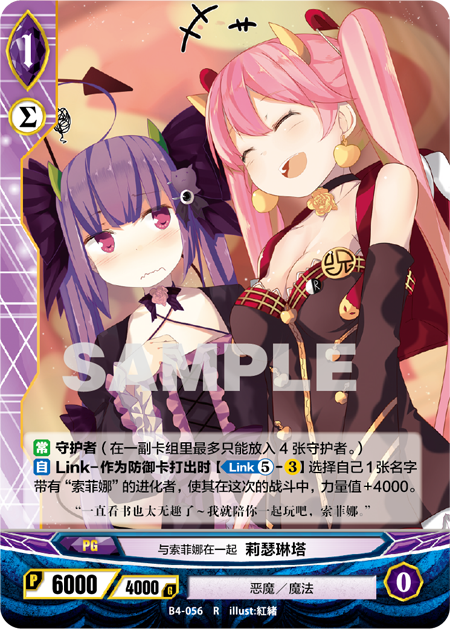 1
Σ
SAMPLE
常 守护者（在一副卡组里最多只能放入 4 张守护者。）
自 Link-作为防御卡打出时【Link 5 - 3】选择自己 1 张名字
带有“索菲娜”的进化者，使其在这次的战斗中，力量值+4000。
“一直看书也太无趣了~我就陪你一起玩吧，索菲娜。”
PG 与索菲娜在一起 莉瑟琳塔
P 6000 / 4000 G 恶魔／魔法 0
B4-056 R illust:紅緒